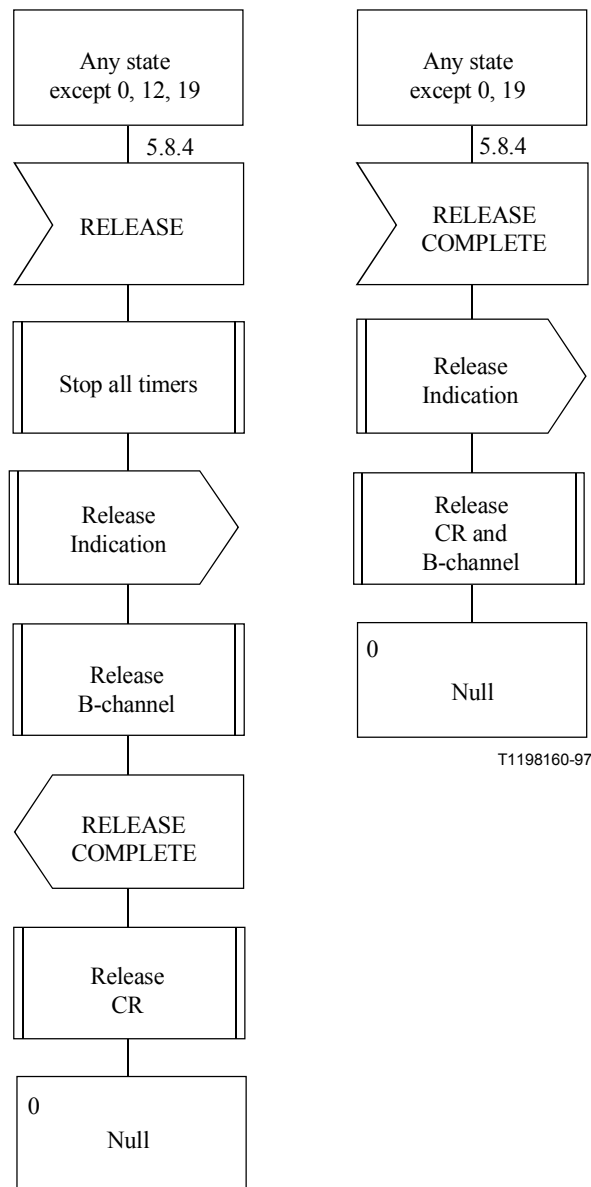 Any state
except 0, 12, 19
5.8.4
RELEASE
Stop all timers
Release
Indication
Release
B-channel
RELEASE
COMPLETE
Release
CR
0
Null
Any state
except 0, 19
5.8.4
RELEASE
COMPLETE
Release
Indication
Release
CR and
B-channel
0
Null
T1198160-97